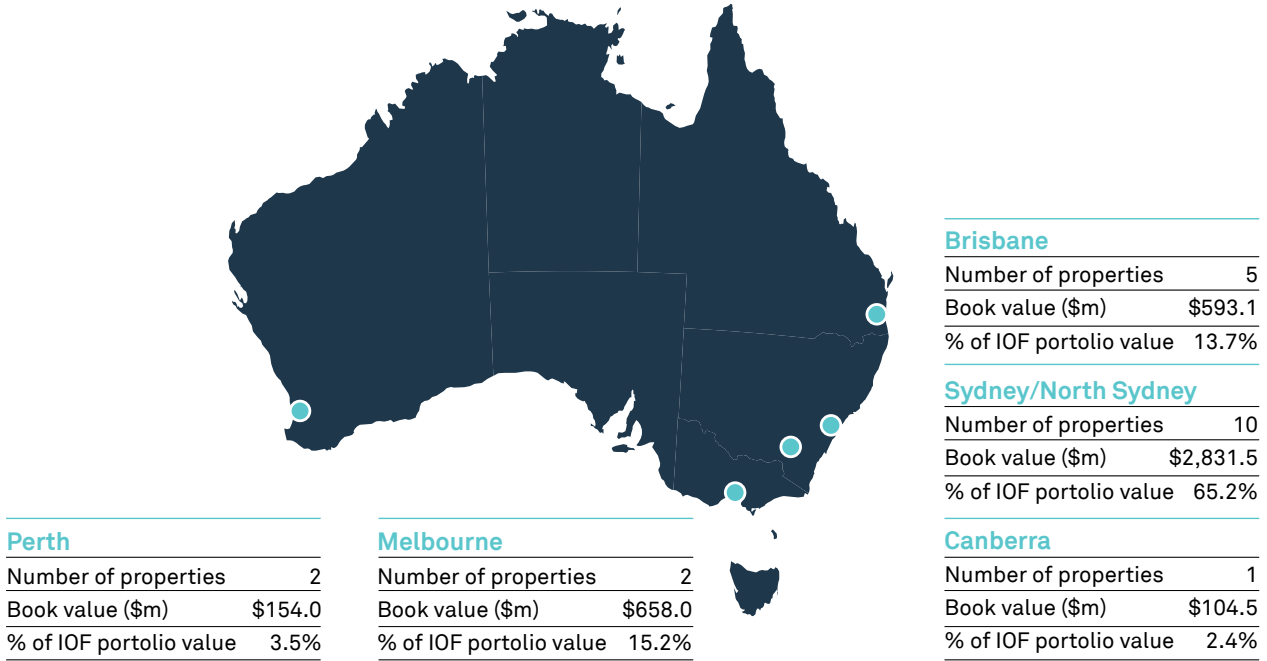 Brisbane
Number of properties 5
Book value ($m) $593.1
% of IOF portolio value 13.7%
Sydney/North Sydney
Number of properties 10
Book value ($m) $2,831.5
% of IOF portolio value 65.2%
Perth
Number of properties 2
Book value ($m) $154.0
% of IOF portolio value 3.5%
Melbourne
Number of properties 2
Book value ($m) $658.0
% of IOF portolio value 15.2%
Canberra
Number of properties 1
Book value ($m) $104.5
% of IOF portolio value 2.4%